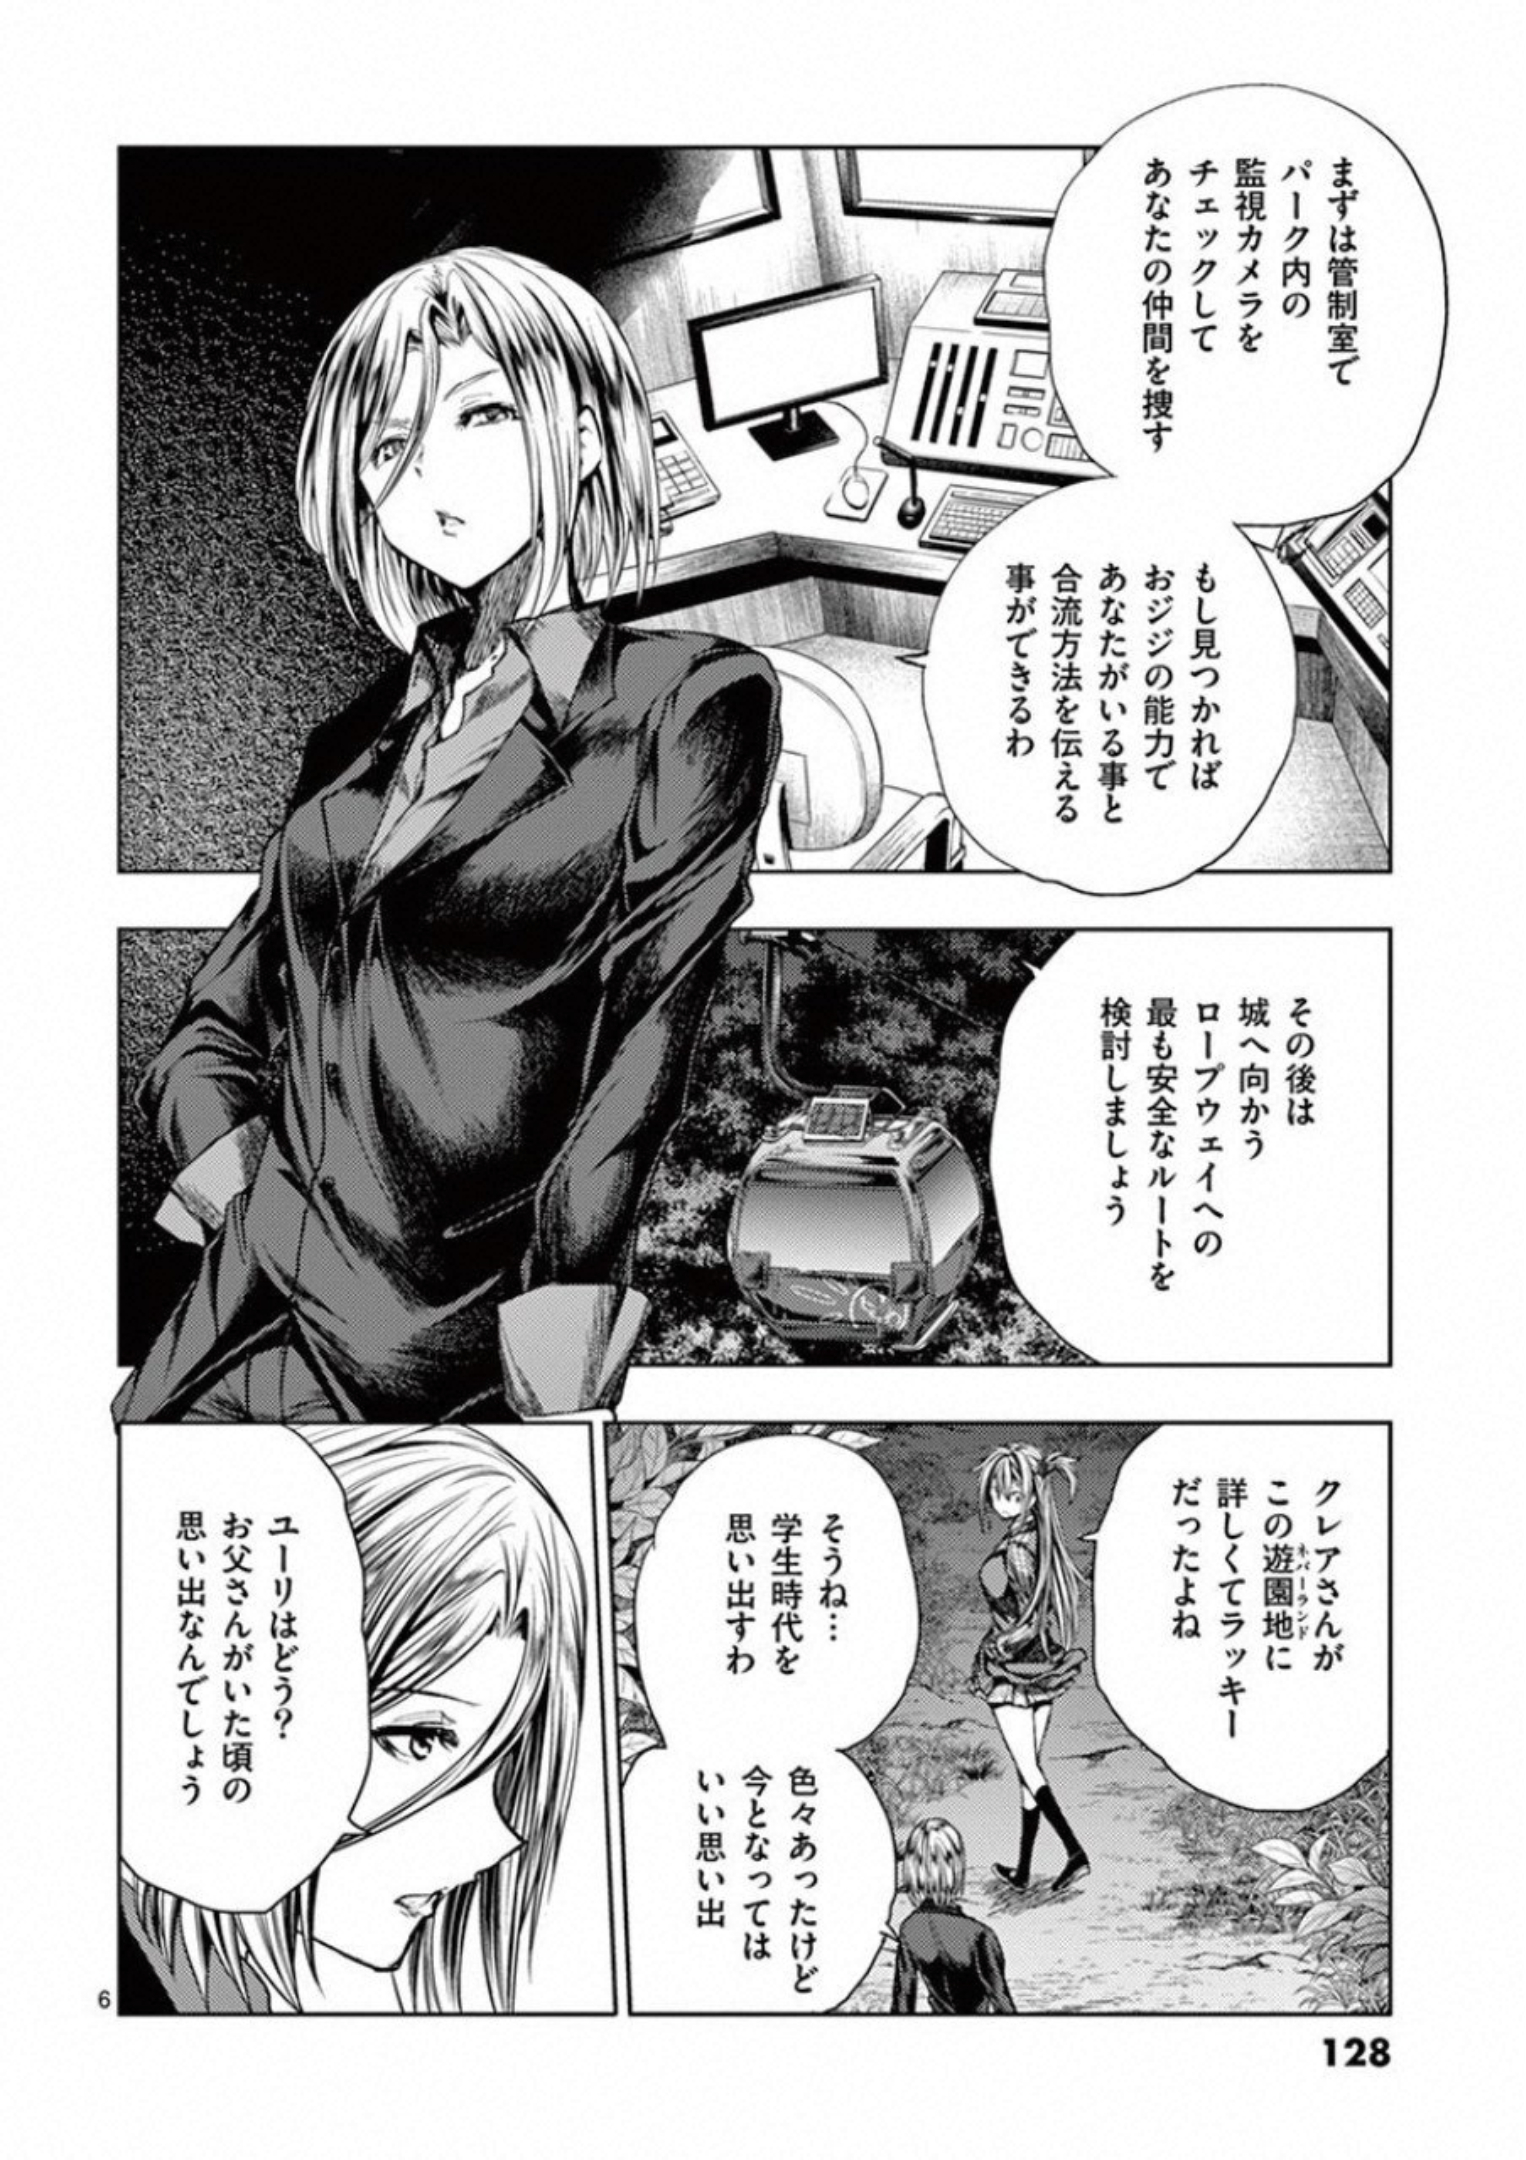 まずは管制室で
パーク内の
監視カメラを
チェックして
あなたの仲間を捜す
もし見つかれば
おジジの能力で
あなたがいる事と
合流方法を伝える
事ができるわ
その後は
城へ向かう
ロープウェイへの
最も安全なルートを
検討しましょう
クレアさんが
この遊園地に
ネバーランド
詳しくてラッキー
だったよね
そうね…
学生時代を
思い出すわ
色々あったけど
今となっては
いい思い出
ユーリはどう?
お父さんがいた頃の
思い出なんでしょう
6
128